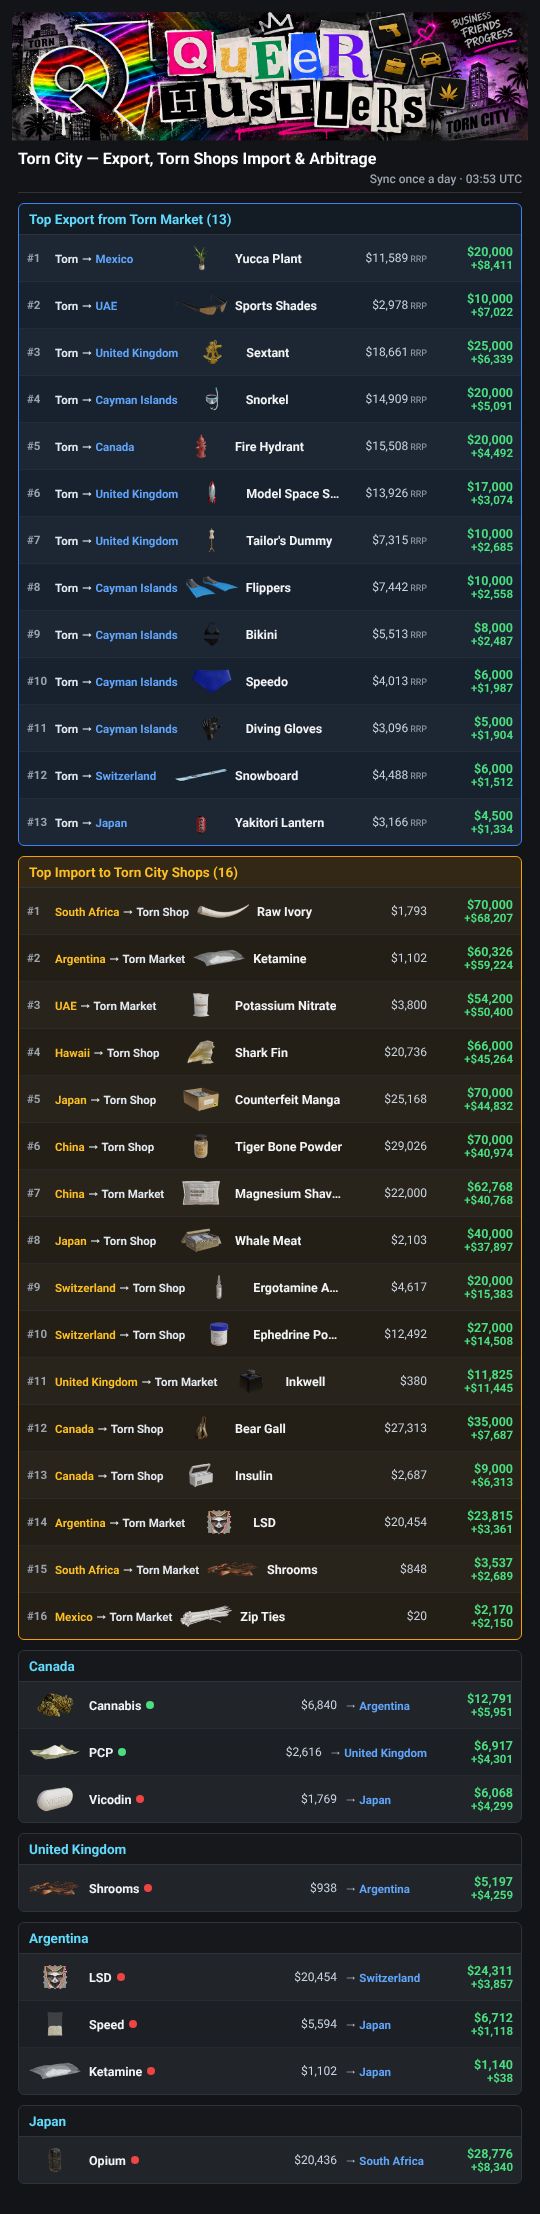 TORN
QUEER
HUSTLERS
BUSINESS
FRIENDS
PROGRESS
TORN CITY
Torn City — Export, Torn Shops Import & Arbitrage
Sync once a day · 03:53 UTC
Top Export from Torn Market (13)
#1 Torn → Mexico Yucca Plant $11,589 RRP $20,000
+$8,411
#2 Torn → UAE Sports Shades $2,978 RRP $10,000
+$7,022
#3 Torn → United Kingdom Sextant $18,661 RRP $25,000
+$6,339
#4 Torn → Cayman Islands Snorkel $14,909 RRP $20,000
+$5,091
#5 Torn → Canada Fire Hydrant $15,508 RRP $20,000
+$4,492
#6 Torn → United Kingdom Model Space S... $13,926 RRP $17,000
+$3,074
#7 Torn → United Kingdom Tailor's Dummy $7,315 RRP $10,000
+$2,685
#8 Torn → Cayman Islands Flippers $7,442 RRP $10,000
+$2,558
#9 Torn → Cayman Islands Bikini $5,513 RRP $8,000
+$2,487
#10 Torn → Cayman Islands Speedo $4,013 RRP $6,000
+$1,987
#11 Torn → Cayman Islands Diving Gloves $3,096 RRP $5,000
+$1,904
#12 Torn → Switzerland Snowboard $4,488 RRP $6,000
+$1,512
#13 Torn → Japan Yakitori Lantern $3,166 RRP $4,500
+$1,334
Top Import to Torn City Shops (16)
#1 South Africa → Torn Shop Raw Ivory $1,793 $70,000
+$68,207
#2 Argentina → Torn Market Ketamine $1,102 $60,326
+$59,224
#3 UAE → Torn Market Potassium Nitrate $3,800 $54,200
+$50,400
#4 Hawaii → Torn Shop Shark Fin $20,736 $66,000
+$45,264
#5 Japan → Torn Shop Counterfeit Manga $25,168 $70,000
+$44,832
#6 China → Torn Shop Tiger Bone Powder $29,026 $70,000
+$40,974
#7 China → Torn Market Magnesium Shav... $22,000 $62,768
+$40,768
#8 Japan → Torn Shop Whale Meat $2,103 $40,000
+$37,897
#9 Switzerland → Torn Shop Ergotamine A... $4,617 $20,000
+$15,383
#10 Switzerland → Torn Shop Ephedrine Po... $12,492 $27,000
+$14,508
#11 United Kingdom → Torn Market Inkwell $380 $11,825
+$11,445
#12 Canada → Torn Shop Bear Gall $27,313 $35,000
+$7,687
#13 Canada → Torn Shop Insulin $2,687 $9,000
+$6,313
#14 Argentina → Torn Market LSD $20,454 $23,815
+$3,361
#15 South Africa → Torn Market Shrooms $848 $3,537
+$2,689
#16 Mexico → Torn Market Zip Ties $20 $2,170
+$2,150
Canada
Cannabis $6,840 → Argentina $12,791
+$5,951
PCP $2,616 → United Kingdom $6,917
+$4,301
Vicodin $1,769 → Japan $6,068
+$4,299
United Kingdom
Shrooms $938 → Argentina $5,197
+$4,259
Argentina
LSD $20,454 → Switzerland $24,311
+$3,857
Speed $5,594 → Japan $6,712
+$1,118
Ketamine $1,102 → Japan $1,140
+$38
Japan
Opium $20,436 → South Africa $28,776
+$8,340